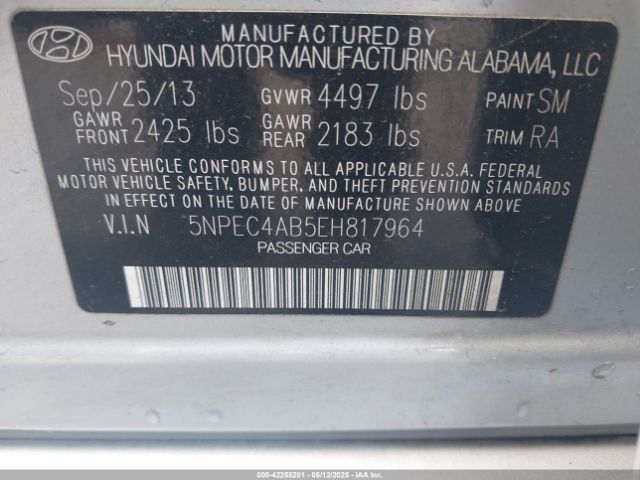 MANUFACTURED BY
HYUNDAI MOTOR MANUFACTURING ALABAMA, LLC
Sep/25/13 GVWR 4497 lbs PAINT SM
GAWR FRONT 2425 lbs GAWR REAR 2183 lbs TRIM RA
THIS VEHICLE CONFORMS TO ALL APPLICABLE U.S.A. FEDERAL
MOTOR VEHICLE SAFETY, BUMPER, AND THEFT PREVENTION STANDARDS
IN EFFECT ON THE DATE OF MANUFACTURE SHOWN ABOVE.
V.I.N 5NPEC4AB5EH817964
PASSENGER CAR
000-42255281 - 05/12/2025 - IAAI.COM